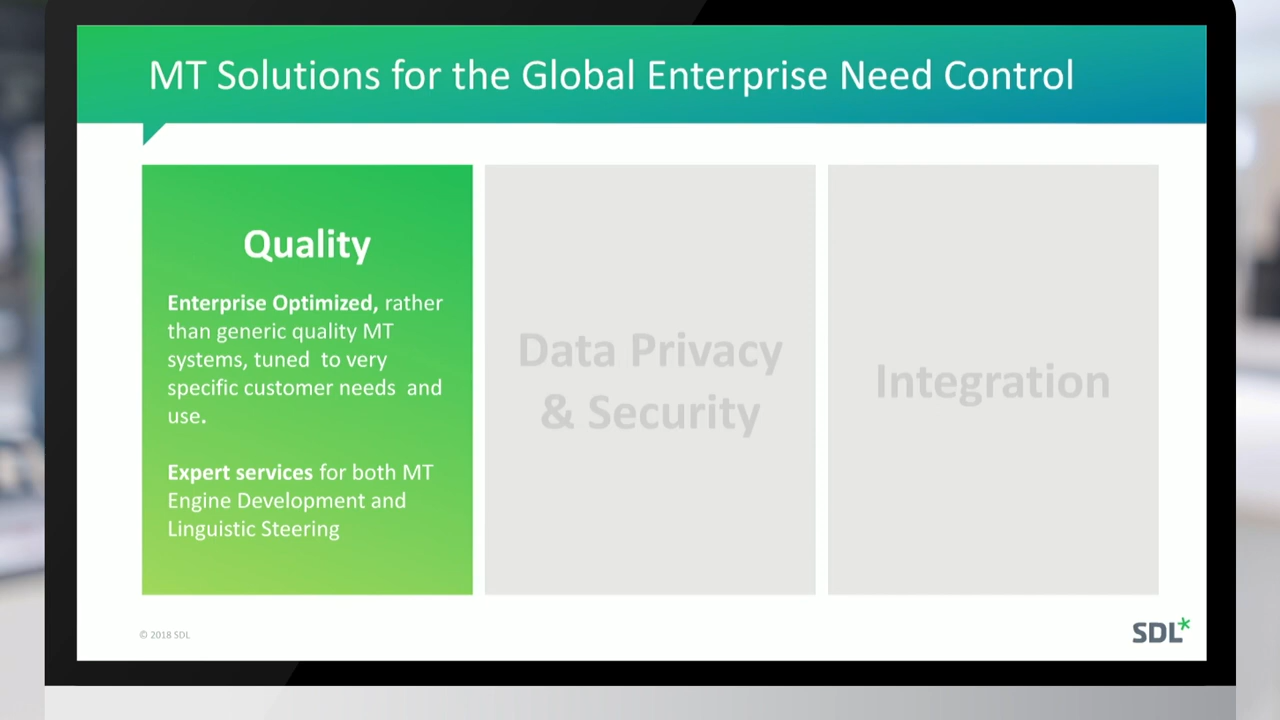 MT Solutions for the Global Enterprise Need Control
Quality
Enterprise Optimized, rather
than generic quality MT
systems, tuned to very
specific customer needs and
use.
Expert services for both MT
Engine Development and
Linguistic Steering
Data Privacy
& Security
Integration
© 2018 SDL
SDL*